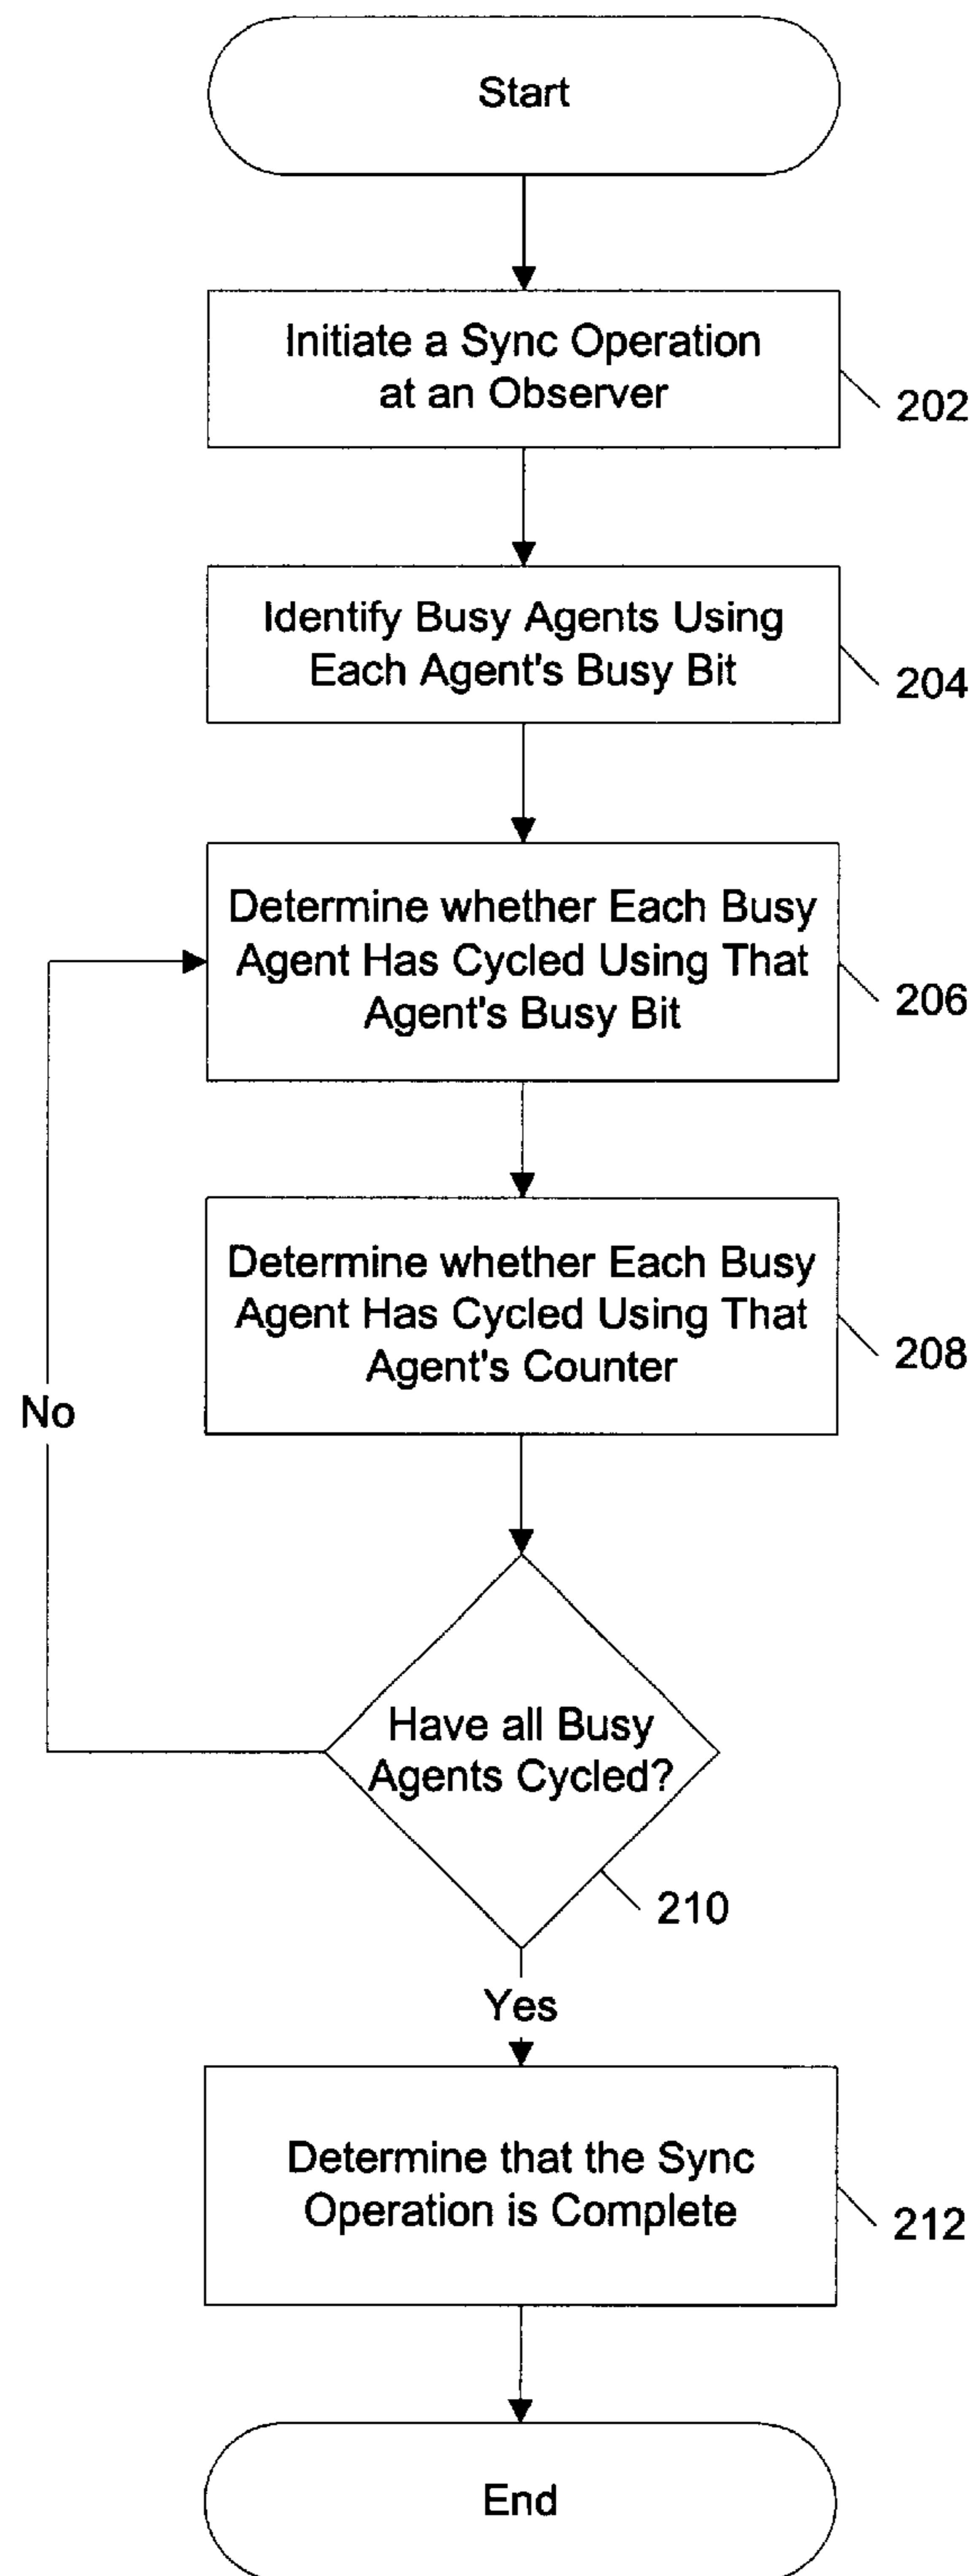 Start
Initiate a Sync Operation
at an Observer
202
Identify Busy Agents Using
Each Agent's Busy Bit
204
Determine whether Each Busy
Agent Has Cycled Using That
Agent's Busy Bit
206
Determine whether Each Busy
Agent Has Cycled Using That
Agent's Counter
208
No
Have all Busy
Agents Cycled?
210
Yes
Determine that the Sync
Operation is Complete
212
End